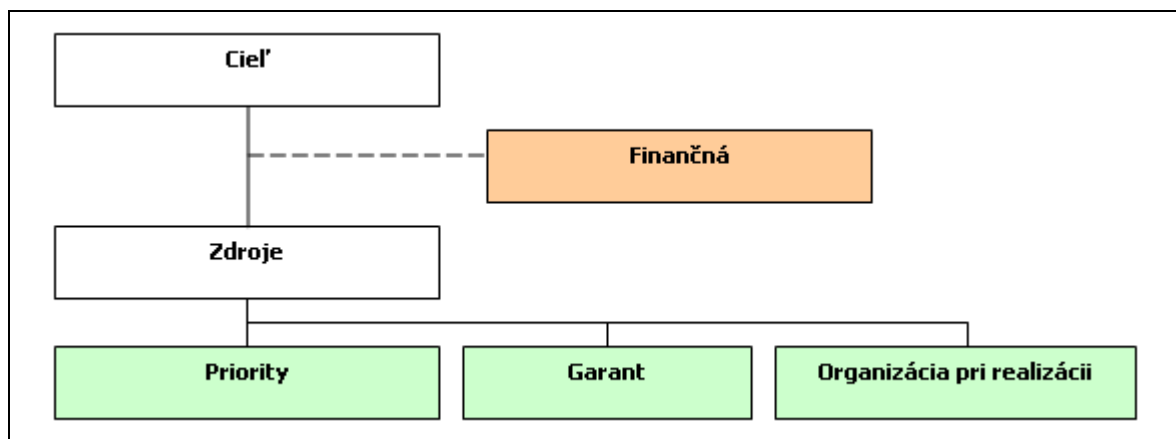 Cieľ
Finančná
Zdroje
Priority
Garant
Organizácia pri realizácii